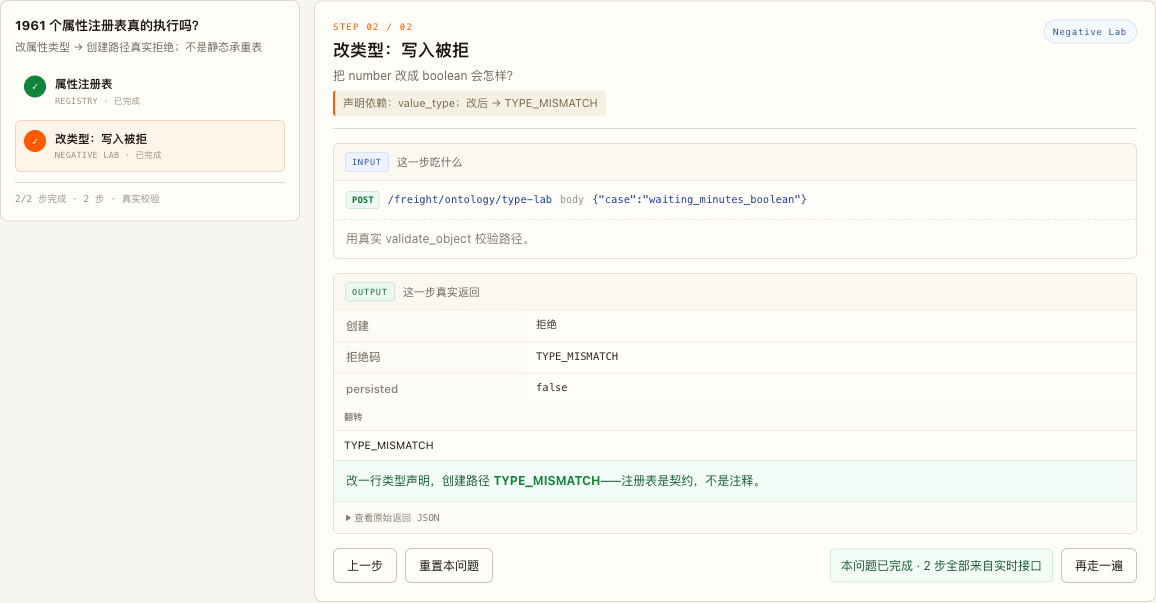 1961 个属性注册表真的执行吗?
改属性类型 → 创建路径真实拒绝；不是静态承重表
✓ 属性注册表
REGISTRY · 已完成
✓ 改类型：写入被拒
NEGATIVE LAB · 已完成
2/2 步完成 · 2 步 · 真实校验
STEP 02 / 02
Negative Lab
改类型：写入被拒
把 number 改成 boolean 会怎样?
声明依赖：value_type；改后 → TYPE_MISMATCH
INPUT 这一步吃什么
POST /freight/ontology/type-lab body {"case":"waiting_minutes_boolean"}
用真实 validate_object 校验路径。
OUTPUT 这一步真实返回
创建 拒绝
拒绝码 TYPE_MISMATCH
persisted false
翻转
TYPE_MISMATCH
改一行类型声明，创建路径 TYPE_MISMATCH——注册表是契约，不是注释。
▶ 查看原始返回 JSON
上一步 重置本问题 本问题已完成 · 2 步全部来自实时接口 再走一遍